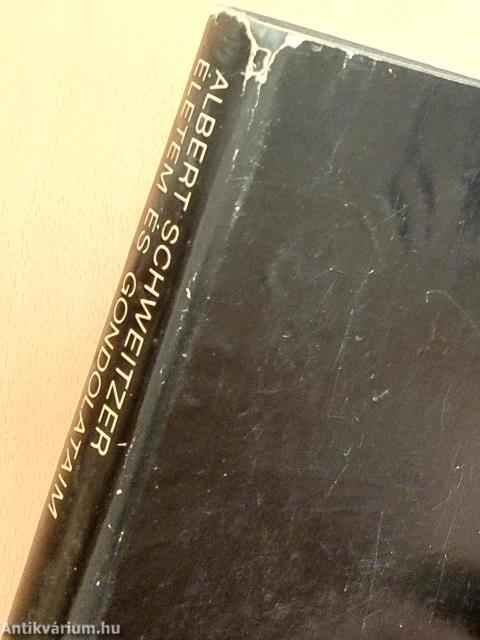 ALBERT SCHWEITZER
ÉLETEM ÉS GONDOLATAIM
Antikvárium.hu